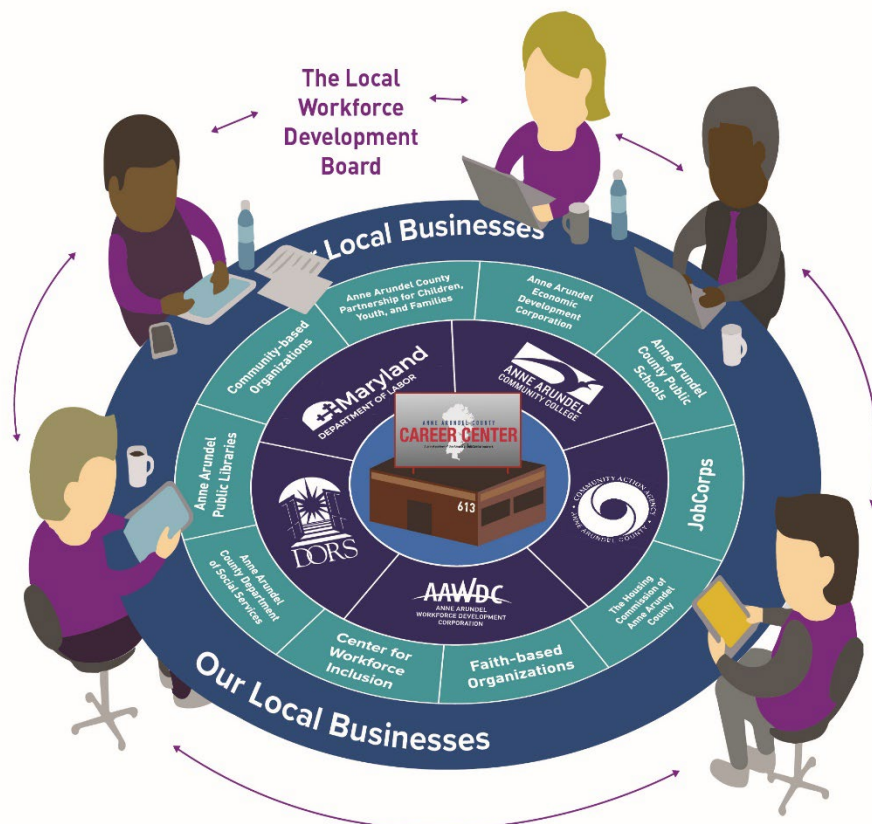 The Local
Workforce
Development
Board
r Local Businesses
Anne Arundel County
Partnership for Children,
Youth, and Families
Anne Arundel
Economic
Development
Corporation
Anne Arundel
County Public
Schools
JobCorps
The Housing
Commission of
Anne Arundel
County
Faith-based
Organizations
Center for
Workforce
Inclusion
Anne Arundel
County Department
of Social Services
Anne Arundel
Public Libraries
Community-based
Organizations
Maryland
DEPARTMENT OF LABOR
ANNE ARUNDEL
COMMUNITY COLLEGE
COMMUNITY ACTION AGENCY
ANNE ARUNDEL COUNTY
AAWDC
ANNE ARUNDEL
WORKFORCE DEVELOPMENT
CORPORATION
DORS
ANNE ARUNDEL COUNTY
CAREER CENTER
613
Our Local Businesses